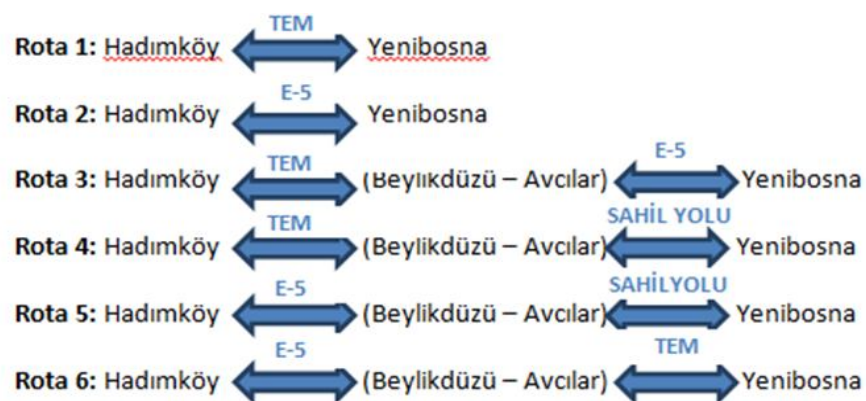 TEM
Rota 1: Hadımköy Yenibosna
E-5
Rota 2: Hadımköy Yenibosna
TEM E-5
Rota 3: Hadımköy (Beylikdüzü – Avcılar) Yenibosna
TEM SAHİL YOLU
Rota 4: Hadımköy (Beylikdüzü – Avcılar) Yenibosna
E-5 SAHİLYOLU
Rota 5: Hadımköy (Beylikdüzü – Avcılar) Yenibosna
E-5 TEM
Rota 6: Hadımköy (Beylikdüzü – Avcılar) Yenibosna